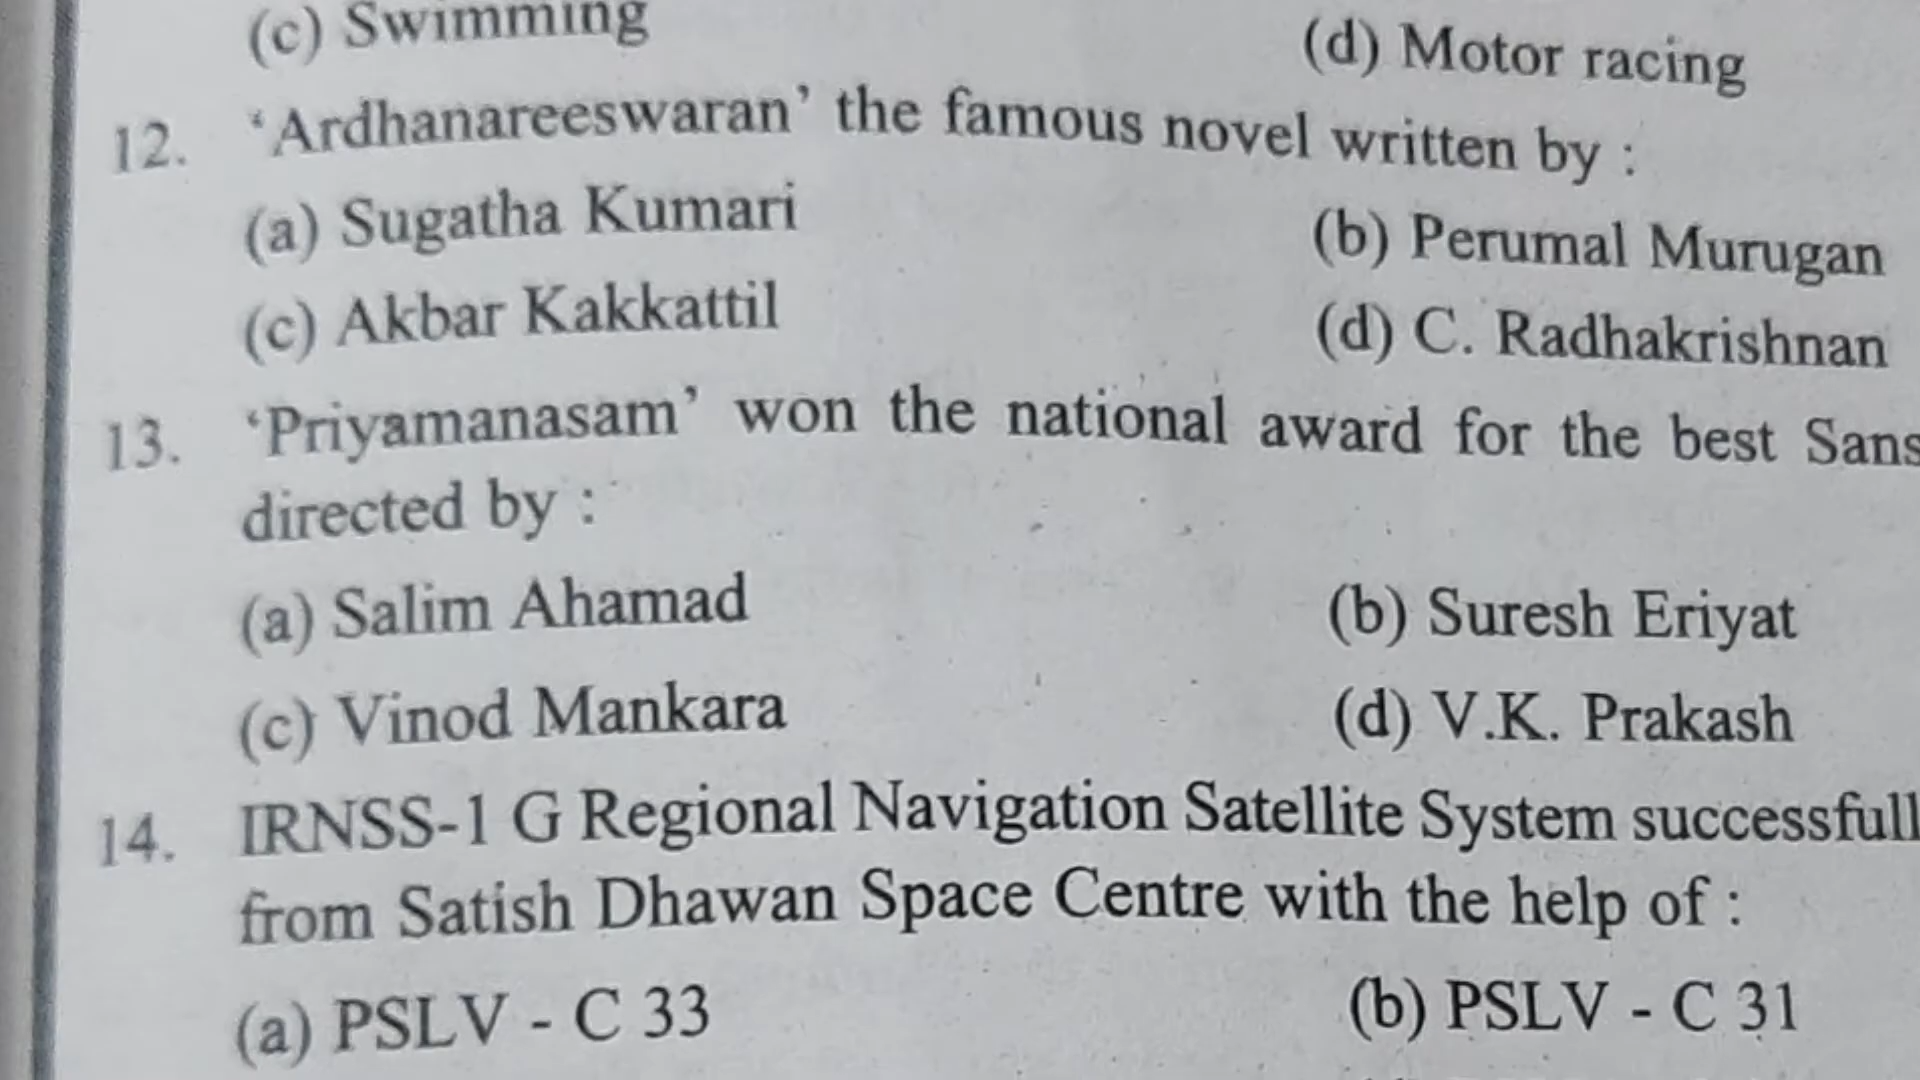 (c) Swimming (d) Motor racing
12. ‘Ardhanareeswaran’ the famous novel written by :
(a) Sugatha Kumari (b) Perumal Murugan
(c) Akbar Kakkattil (d) C. Radhakrishnan
13. ‘Priyamanasam’ won the national award for the best Sans
directed by :
(a) Salim Ahamad (b) Suresh Eriyat
(c) Vinod Mankara (d) V.K. Prakash
14. IRNSS-1 G Regional Navigation Satellite System successfull
from Satish Dhawan Space Centre with the help of :
(a) PSLV - C 33 (b) PSLV - C 31